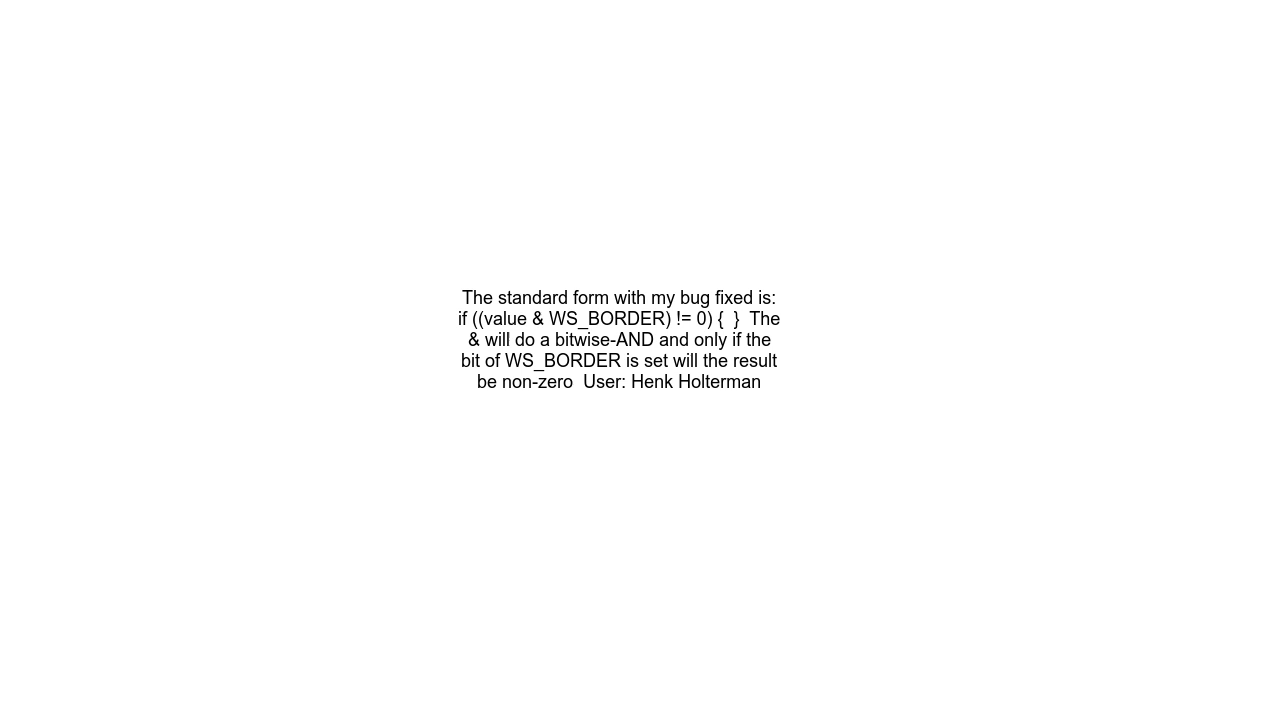 The standard form with my bug fixed is:
if ((value & WS_BORDER) != 0) {  }  The
& will do a bitwise-AND and only if the
bit of WS_BORDER is set will the result
be non-zero  User: Henk Holterman